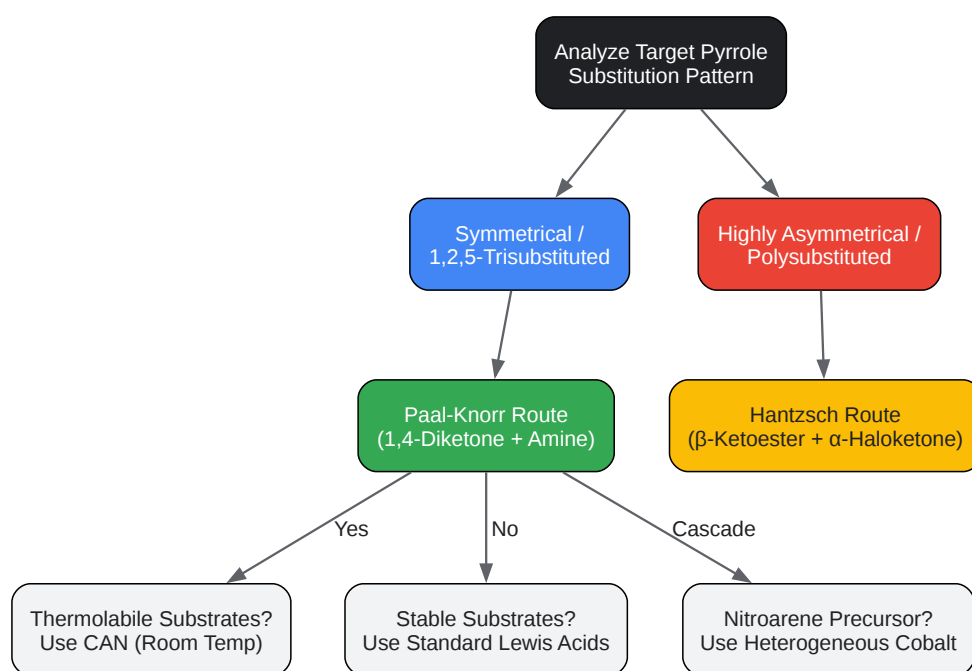 Analyze Target Pyrrole
Substitution Pattern
Symmetrical /
1,2,5-Trisubstituted
Highly Asymmetrical /
Polysubstituted
Paal-Knorr Route
(1,4-Diketone + Amine)
Hantzsch Route
(β-Ketoester + α-Haloketone)
Yes
No
Cascade
Thermolabile Substrates?
Use CAN (Room Temp)
Stable Substrates?
Use Standard Lewis Acids
Nitroarene Precursor?
Use Heterogeneous Cobalt